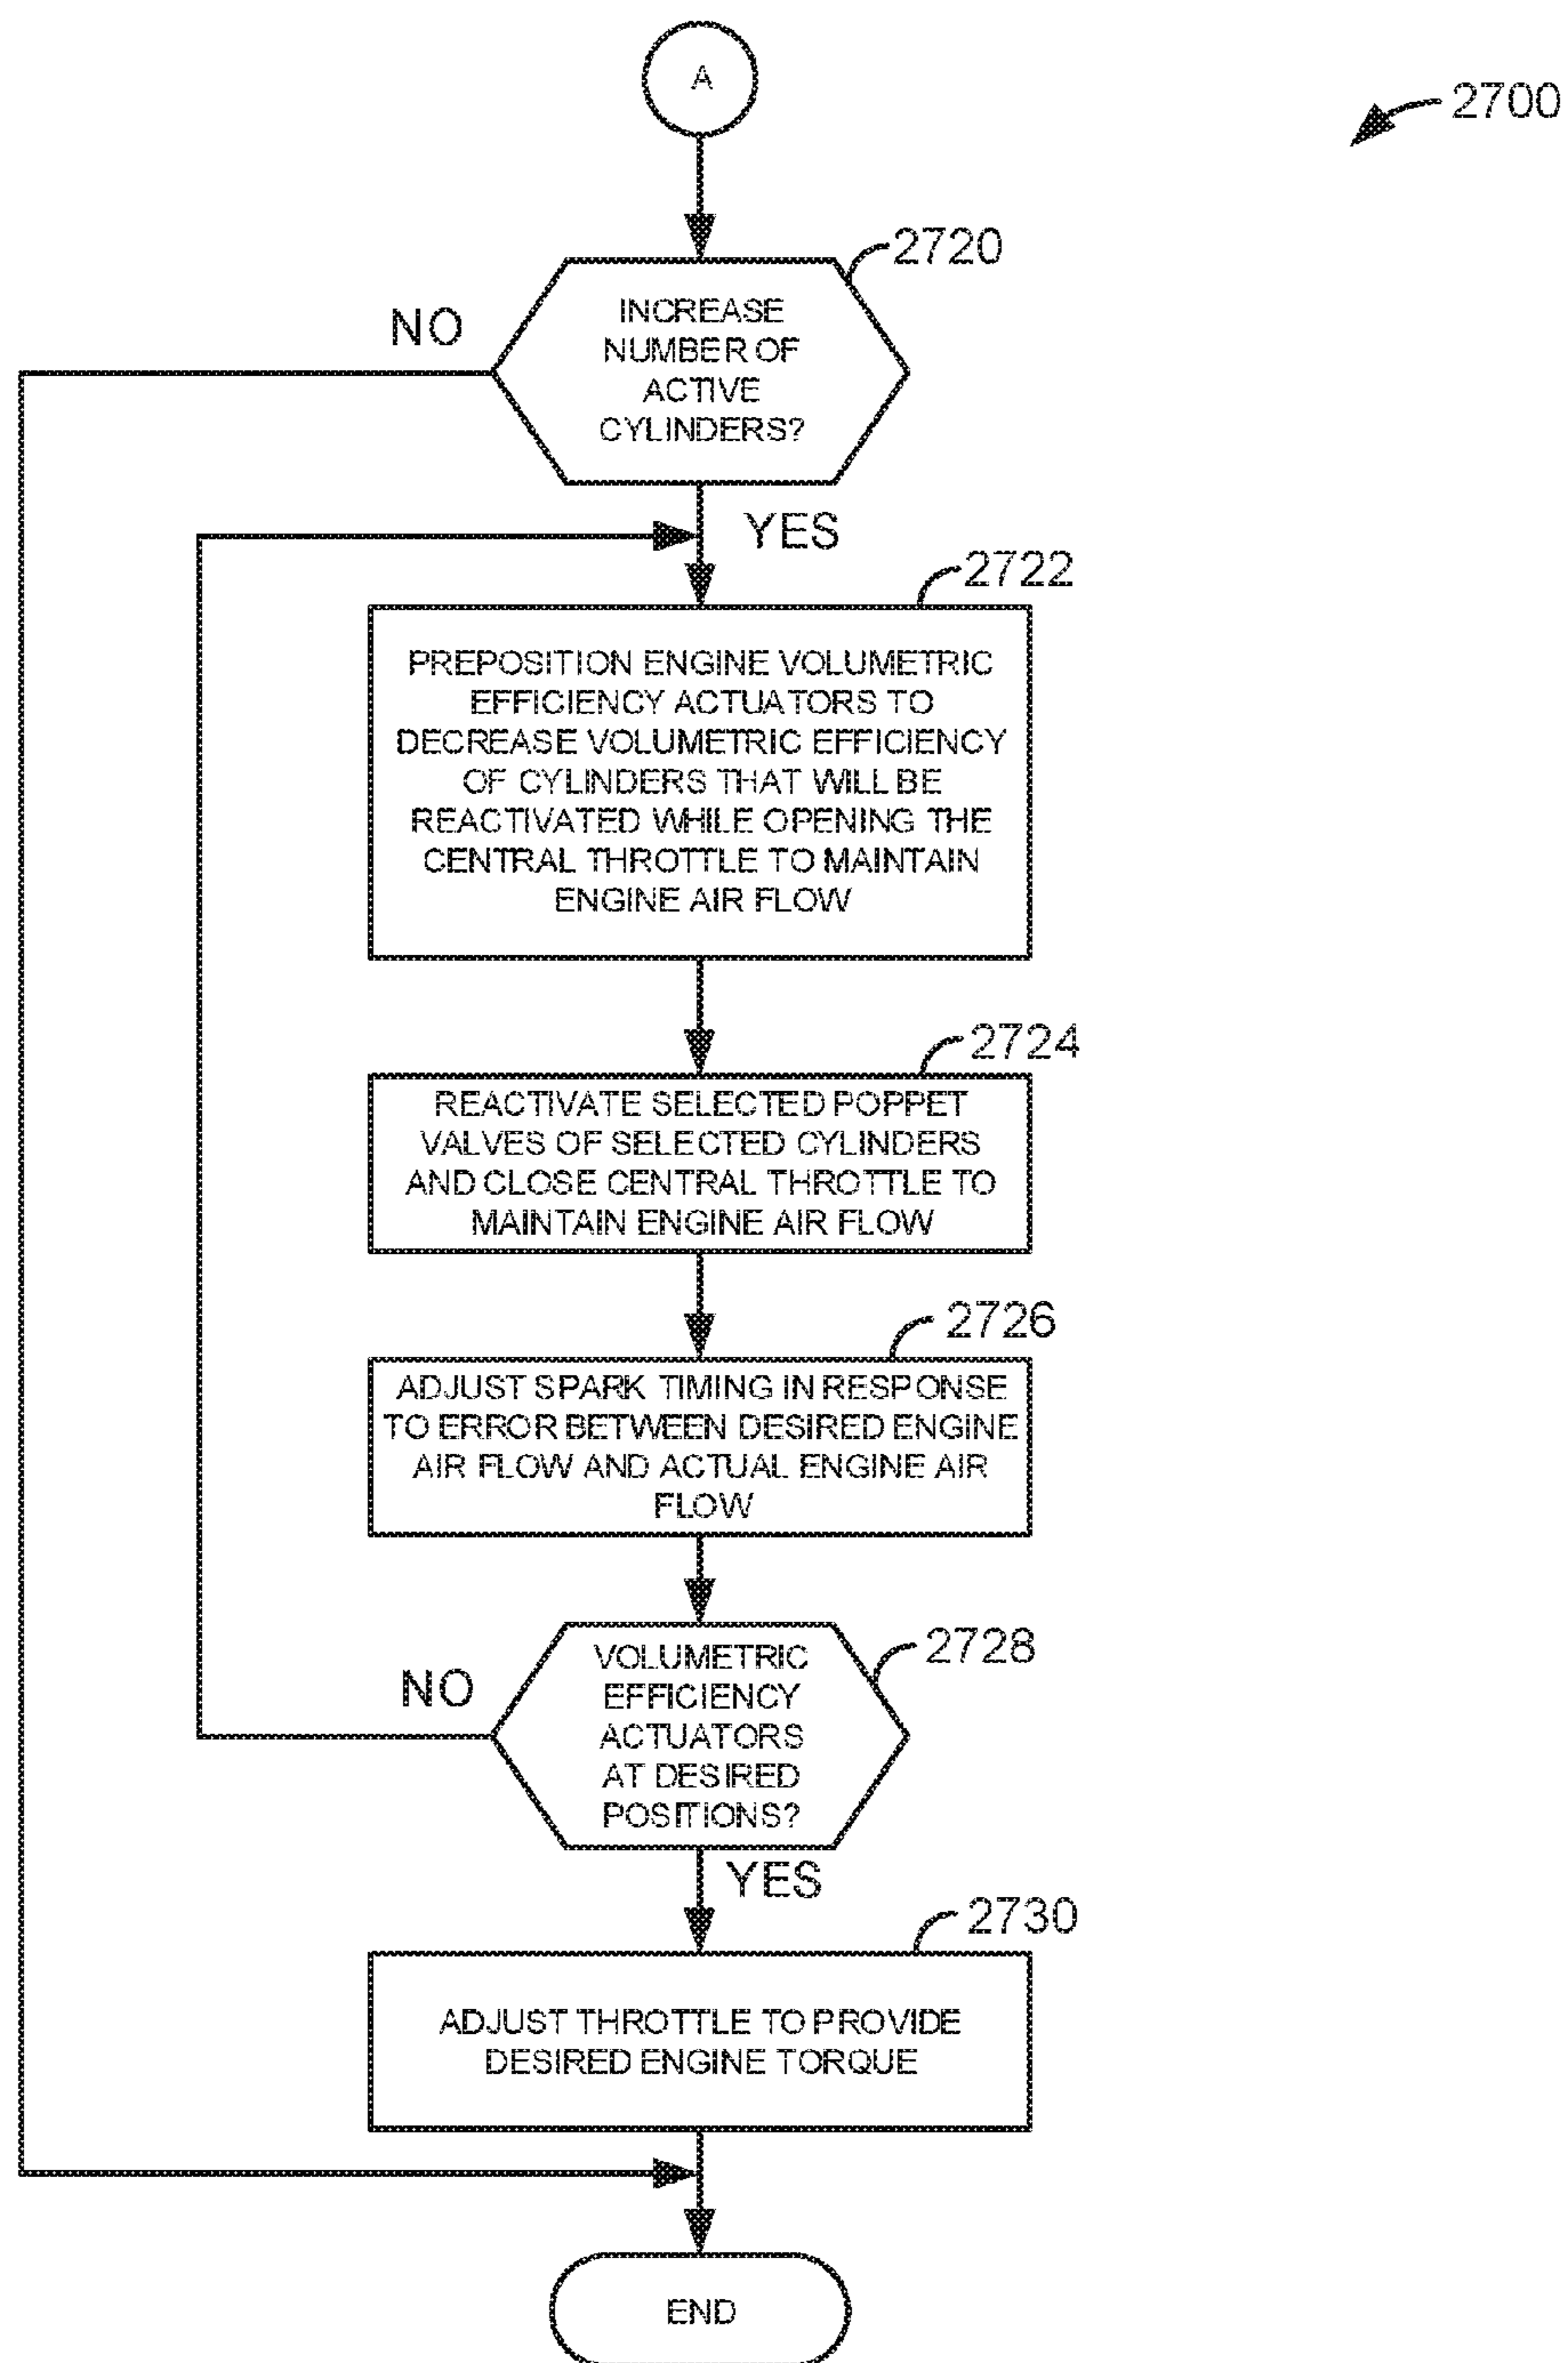 A
2700
2720
NO
INCREASE
NUMBER OF
ACTIVE
CYLINDERS?
YES
2722
PREPOSITION ENGINE VOLUMETRIC
EFFICIENCY ACTUATORS TO
DECREASE VOLUMETRIC EFFICIENCY
OF CYLINDERS THAT WILL BE
REACTIVATED WHILE OPENING THE
CENTRAL THROTTLE TO MAINTAIN
ENGINE AIR FLOW
2724
REACTIVATE SELECTED POPPET
VALVES OF SELECTED CYLINDERS
AND CLOSE CENTRAL THROTTLE TO
MAINTAIN ENGINE AIR FLOW
2726
ADJUST SPARK TIMING IN RESPONSE
TO ERROR BETWEEN DESIRED ENGINE
AIR FLOW AND ACTUAL ENGINE AIR
FLOW
2728
NO
VOLUMETRIC
EFFICIENCY
ACTUATORS
AT DESIRED
POSITIONS?
YES
2730
ADJUST THROTTLE TO PROVIDE
DESIRED ENGINE TORQUE
END